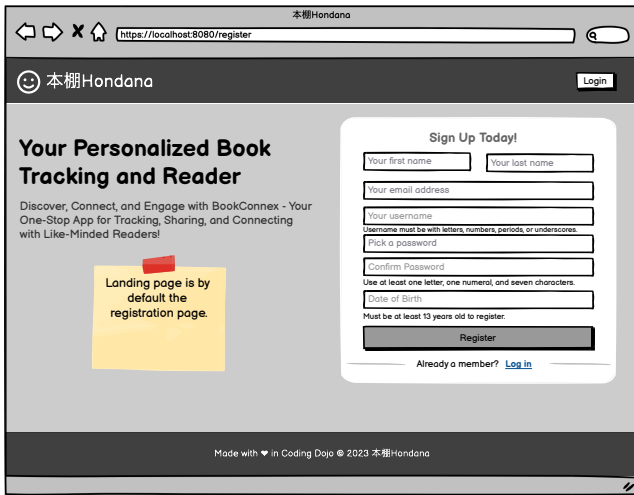 本棚Hondana
https://localhost:8080/register
本棚Hondana
Login
Your Personalized Book
Tracking and Reader
Discover, Connect, and Engage with BookConnex - Your
One-Stop App for Tracking, Sharing, and Connecting
with Like-Minded Readers!
Landing page is by
default the
registration page.
Sign Up Today!
Your first name
Your last name
Your email address
Your username
Username must be with letters, numbers, periods, or underscores.
Pick a password
Confirm Password
Use at least one letter, one numeral, and seven characters.
Date of Birth
Must be at least 13 years old to register.
Register
Already a member? Log in
Made with ❤ in Coding Dojo © 2023 本棚Hondana